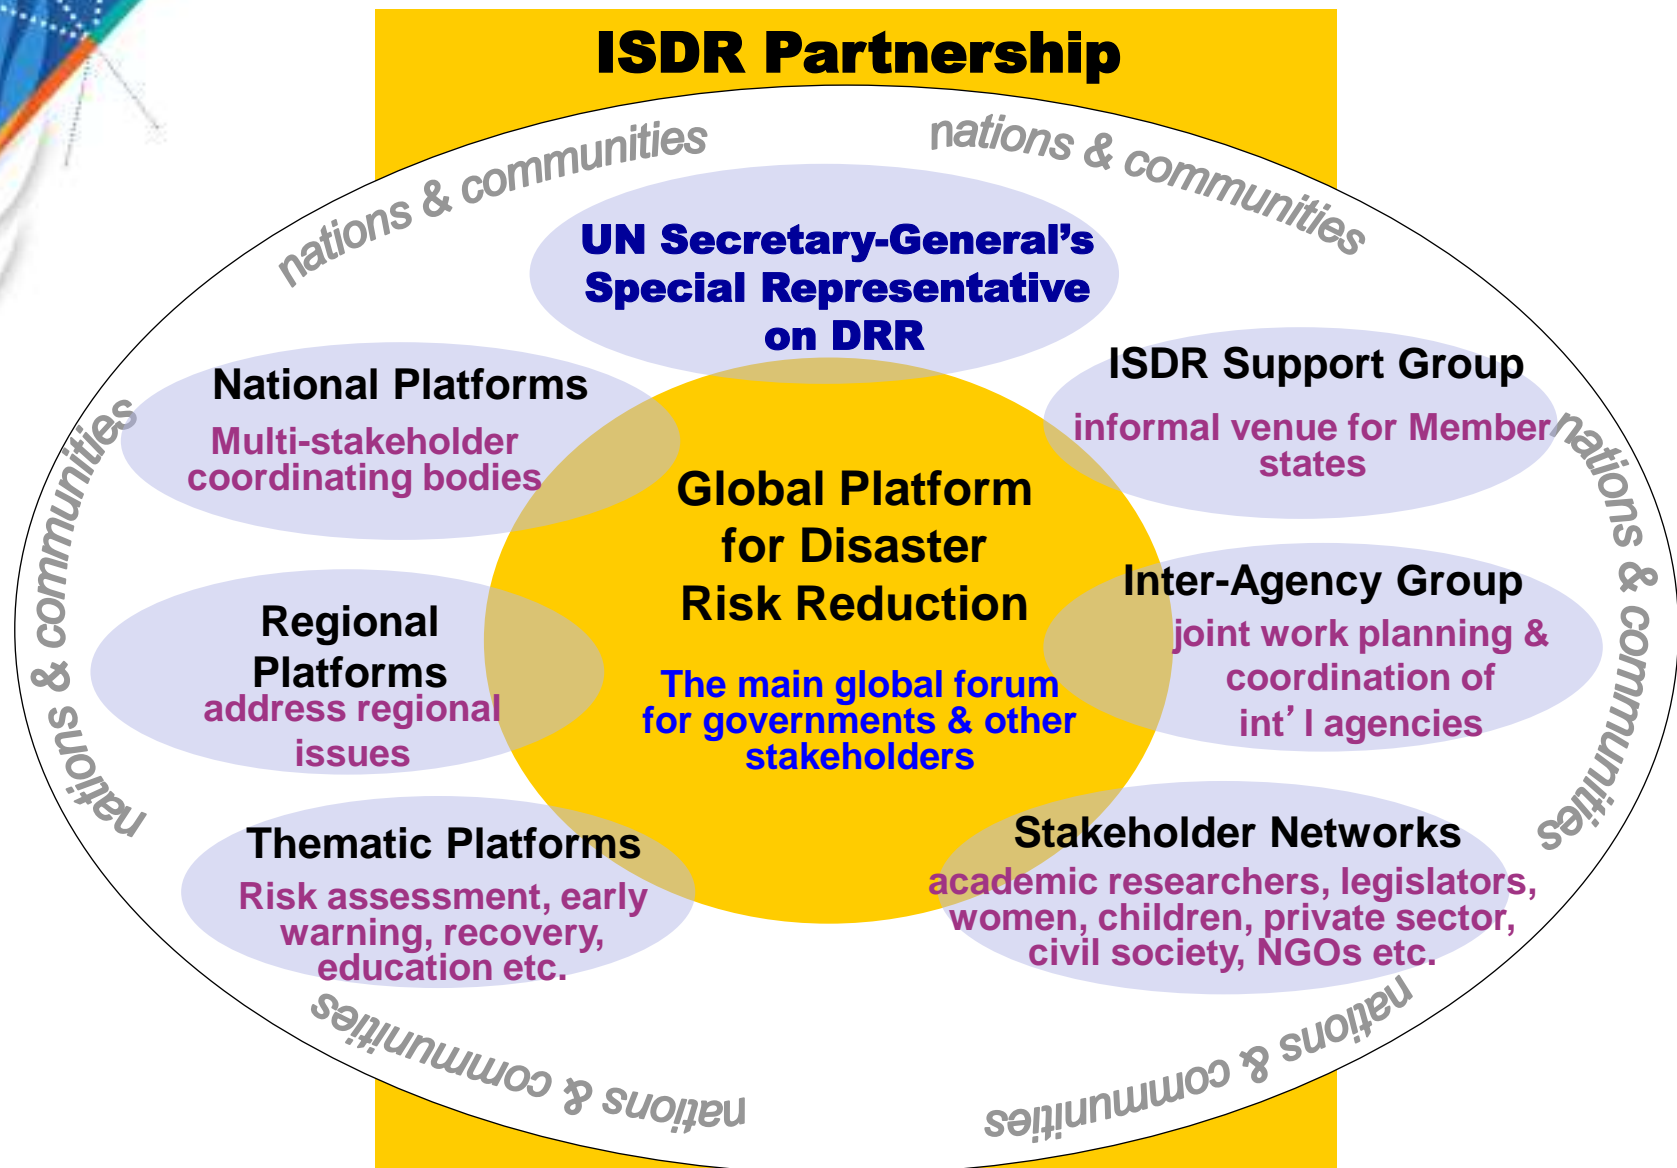 ISDR Partnership
nations & communities
nations & communities
UN Secretary-General’s
Special Representative
on DRR
National Platforms
Multi-stakeholder
coordinating bodies
ISDR Support Group
informal venue for Member
states
nations & communities
nations & communities
Global Platform
for Disaster
Risk Reduction
The main global forum
for governments & other
stakeholders
Regional
Platforms
address regional
issues
Inter-Agency Group
joint work planning &
coordination of
int’ l agencies
Thematic Platforms
Risk assessment, early
warning, recovery,
education etc.
Stakeholder Networks
academic researchers, legislators,
women, children, private sector,
civil society, NGOs etc.
nations & communities
nations & communities